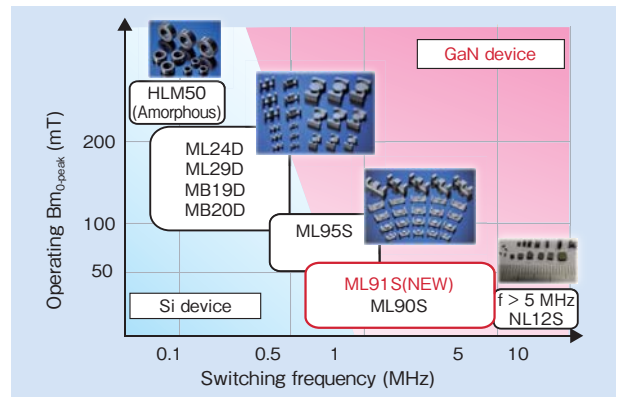 GaN device
HLM50
(Amorphous)
Operating Bm0-peak (mT)
200
100
50
ML24D
ML29D
MB19D
MB20D
ML95S
ML91S(NEW)
ML90S
f > 5 MHz
NL12S
Si device
0.1
0.5
1
5
10
Switching frequency (MHz)